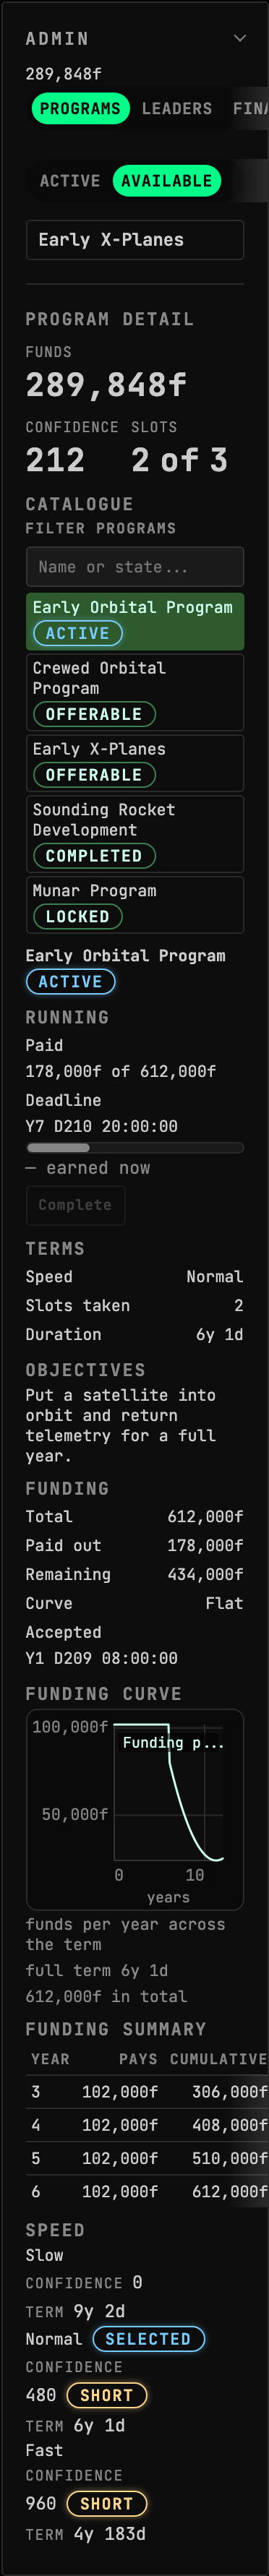 ADMIN
289,848f
PROGRAMS LEADERS
ACTIVE AVAILABLE
Early X-Planes
PROGRAM DETAIL
FUNDS
289,848f
CONFIDENCE SLOTS
212 2 of 3
CATALOGUE
FILTER PROGRAMS
Name or state...
Early Orbital Program
ACTIVE
Crewed Orbital
Program
OFFERABLE
Early X-Planes
OFFERABLE
Sounding Rocket
Development
COMPLETED
Munar Program
LOCKED
Early Orbital Program
ACTIVE
RUNNING
Paid
178,000f of 612,000f
Deadline
Y7 D210 20:00:00
— earned now
Complete
TERMS
Speed Normal
Slots taken 2
Duration 6y 1d
OBJECTIVES
Put a satellite into
orbit and return
telemetry for a full
year.
FUNDING
Total 612,000f
Paid out 178,000f
Remaining 434,000f
Curve Flat
Accepted
Y1 D209 08:00:00
FUNDING CURVE
100,000f
Funding p...
50,000f
0 10
years
funds per year across
the term
full term 6y 1d
612,000f in total
FUNDING SUMMARY
YEAR PAYS CUMULATIVE
3 102,000f 306,000f
4 102,000f 408,000f
5 102,000f 510,000f
6 102,000f 612,000f
SPEED
Slow
CONFIDENCE 0
TERM 9y 2d
Normal SELECTED
CONFIDENCE
480 SHORT
TERM 6y 1d
Fast
CONFIDENCE
960 SHORT
TERM 4y 183d